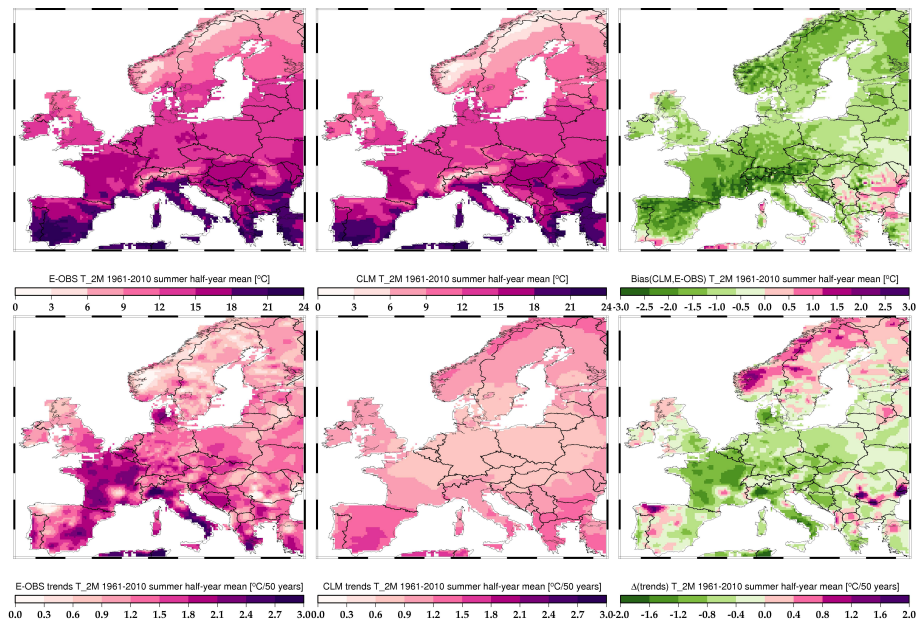 E-OBS T_2M 1961-2010 summer half-year mean [ºC]
0 3 6 9 12 15 18 21 24
CLM T_2M 1961-2010 summer half-year mean [ºC]
0 3 6 9 12 15 18 21 24
Bias(CLM,E-OBS) T_2M 1961-2010 summer half-year mean [ºC]
-3.0 -2.5 -2.0 -1.5 -1.0 -0.5 0.0 0.5 1.0 1.5 2.0 2.5 3.0
E-OBS trends T_2M 1961-2010 summer half-year mean [ºC/50 years]
0.0 0.3 0.6 0.9 1.2 1.5 1.8 2.1 2.4 2.7 3.0
CLM trends T_2M 1961-2010 summer half-year mean [ºC/50 years]
0.0 0.3 0.6 0.9 1.2 1.5 1.8 2.1 2.4 2.7 3.0
Δ(trends) T_2M 1961-2010 summer half-year mean [ºC/50 years]
-2.0 -1.6 -1.2 -0.8 -0.4 0.0 0.4 0.8 1.2 1.6 2.0